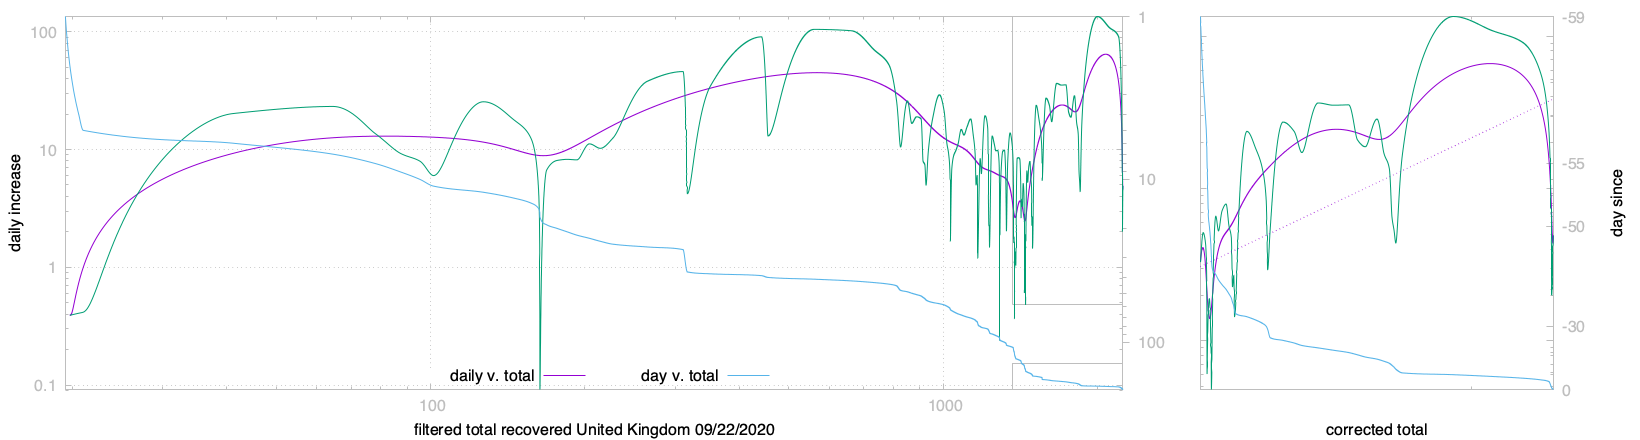 100
10
1
0.1
daily increase
1
10
100
daily v. total
day v. total
100
1000
filtered total recovered United Kingdom 09/22/2020
-59
-55
-50
-30
0
day since
corrected total